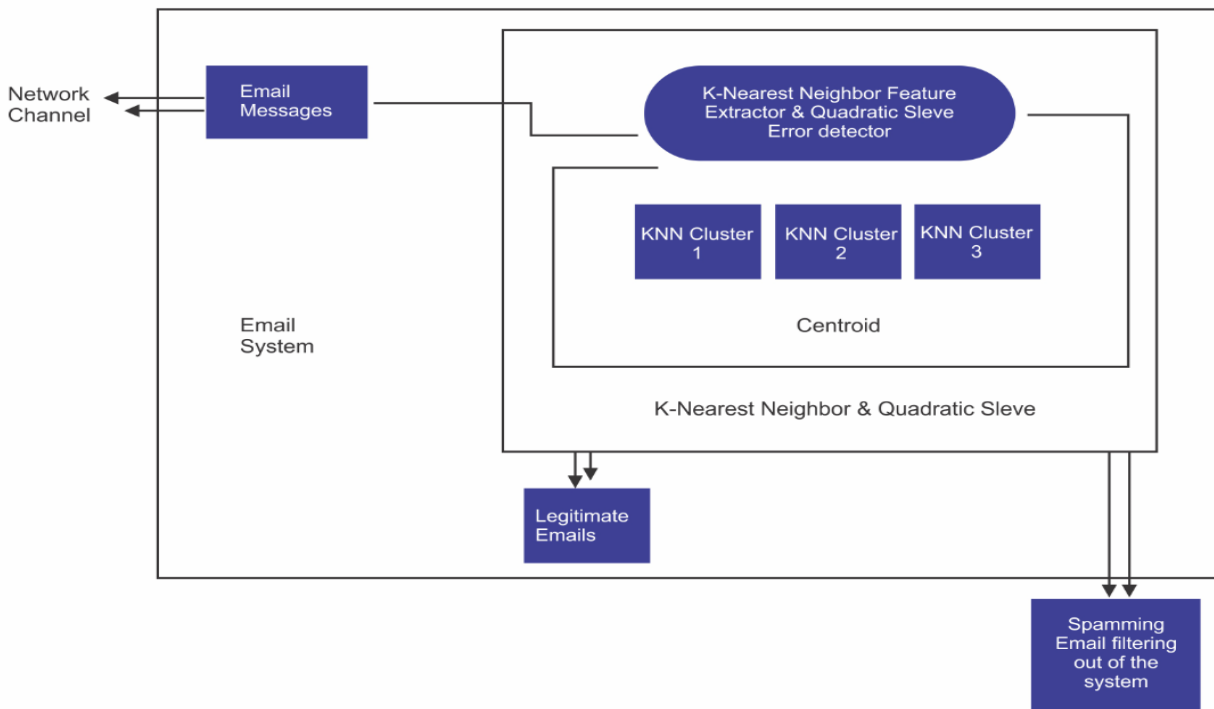 Network
Channel
Email
Messages
K-Nearest Neighbor Feature
Extractor & Quadratic Sleve
Error detector
KNN Cluster
1
KNN Cluster
2
KNN Cluster
3
Email
System
Centroid
K-Nearest Neighbor & Quadratic Sleve
Legitimate
Emails
Spamming
Email filtering
out of the
system